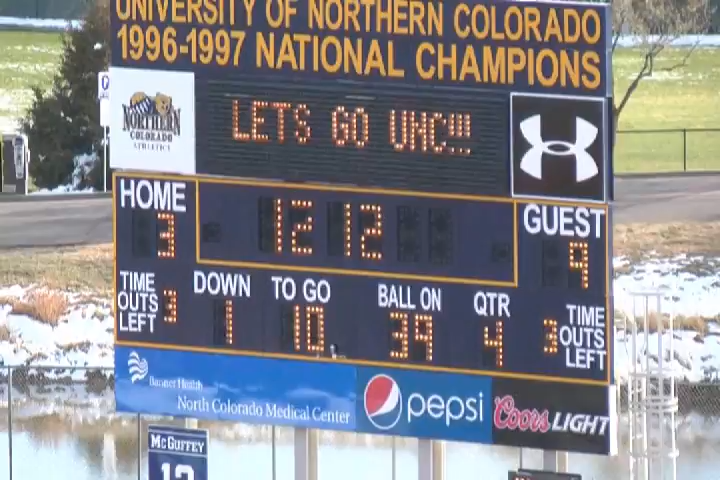 UNIVERSITY OF NORTHERN COLORADO
1996-1997 NATIONAL CHAMPIONS
NORTHERN
COLORADO
ATHLETICS
LETS GO UNC!!!
HOME
3
12 12
GUEST
9
TIME
OUTS
LEFT
3
DOWN
1
TO GO
10
BALL ON
39
QTR
4
3
TIME
OUTS
LEFT
Banner Health
North Colorado Medical Center
pepsi
Coors LIGHT
McGUFFEY
12